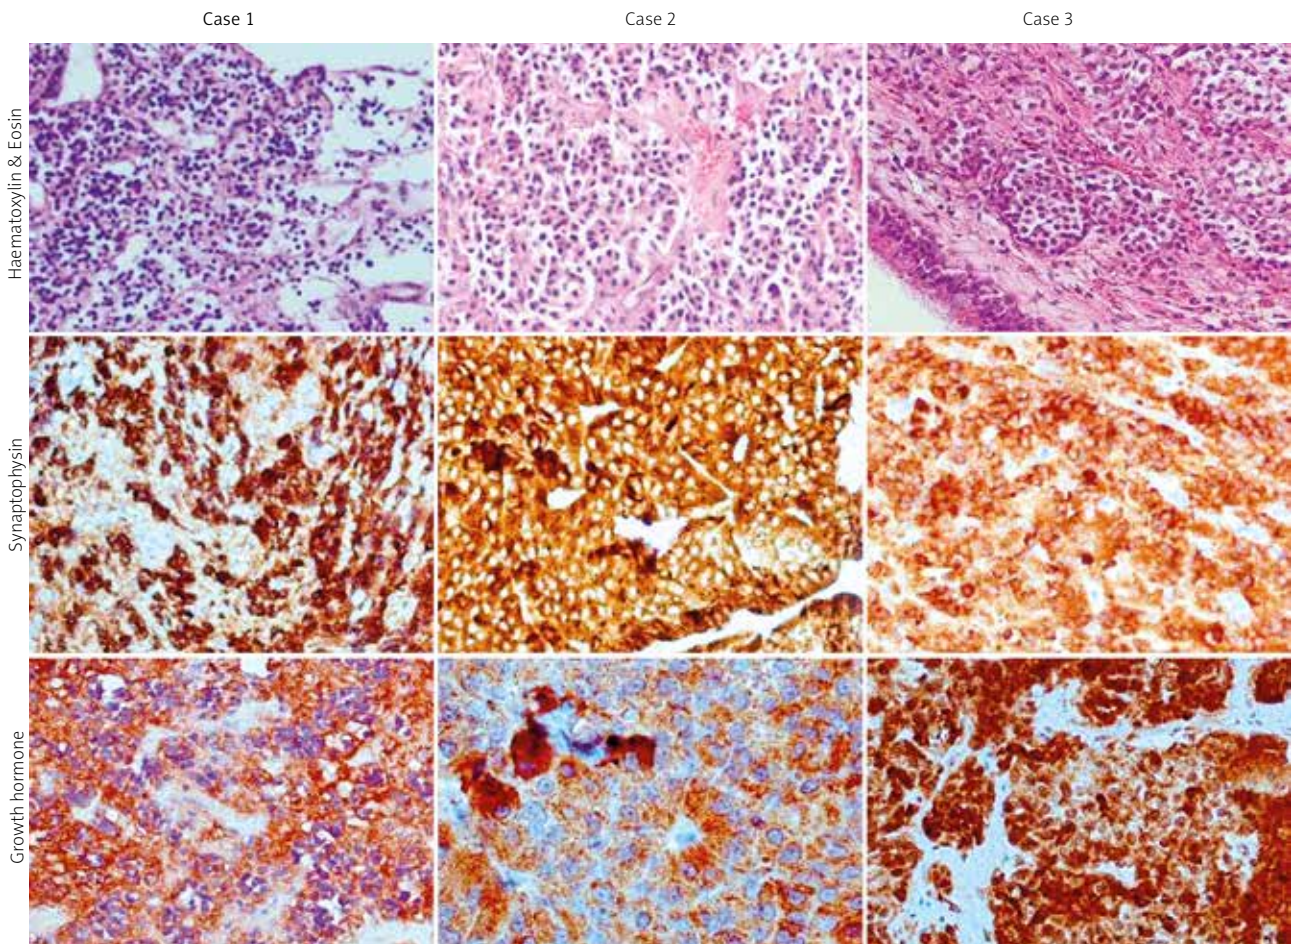 Case 1
Case 2
Case 3
Haematoxylin & Eosin
Synaptophysin
Growth hormone